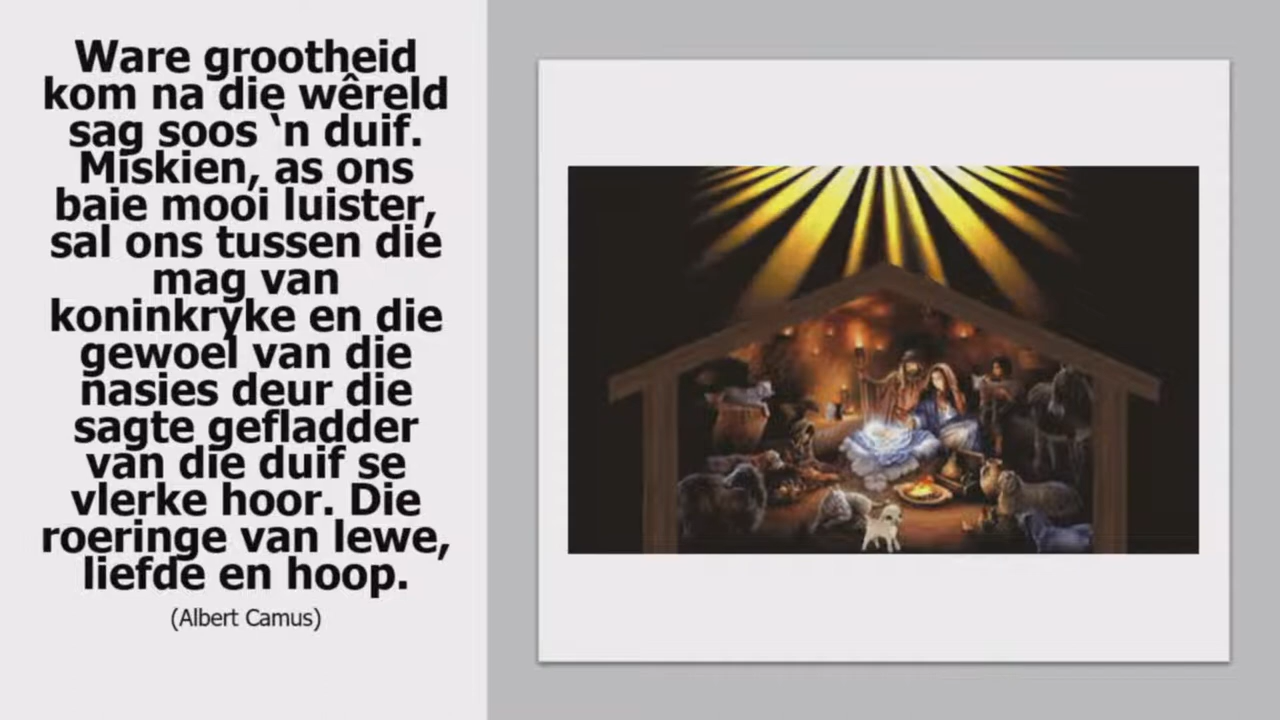 Ware grootheid
kom na die wêreld
sag soos ‘n duif.
Miskien, as ons
baie mooi luister,
sal ons tussen die
mag van
koninkryke en die
gewoel van die
nasies deur die
sagte gefladder
van die duif se
vlerke hoor. Die
roeringe van lewe,
liefde en hoop.
(Albert Camus)